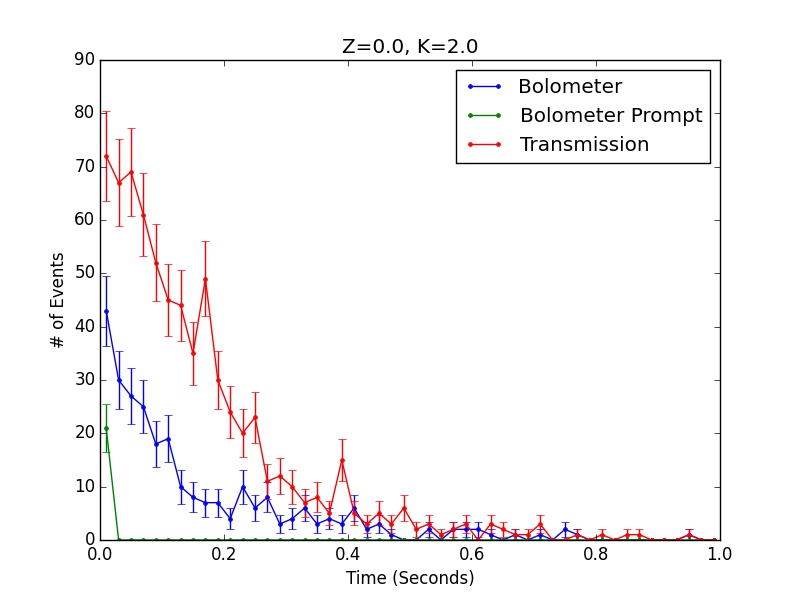 Z=0.0, K=2.0
90
80
70
60
50
40
30
20
10
0
# of Events
Bolometer
Bolometer Prompt
Transmission
0.0 0.2 0.4 0.6 0.8 1.0
Time (Seconds)